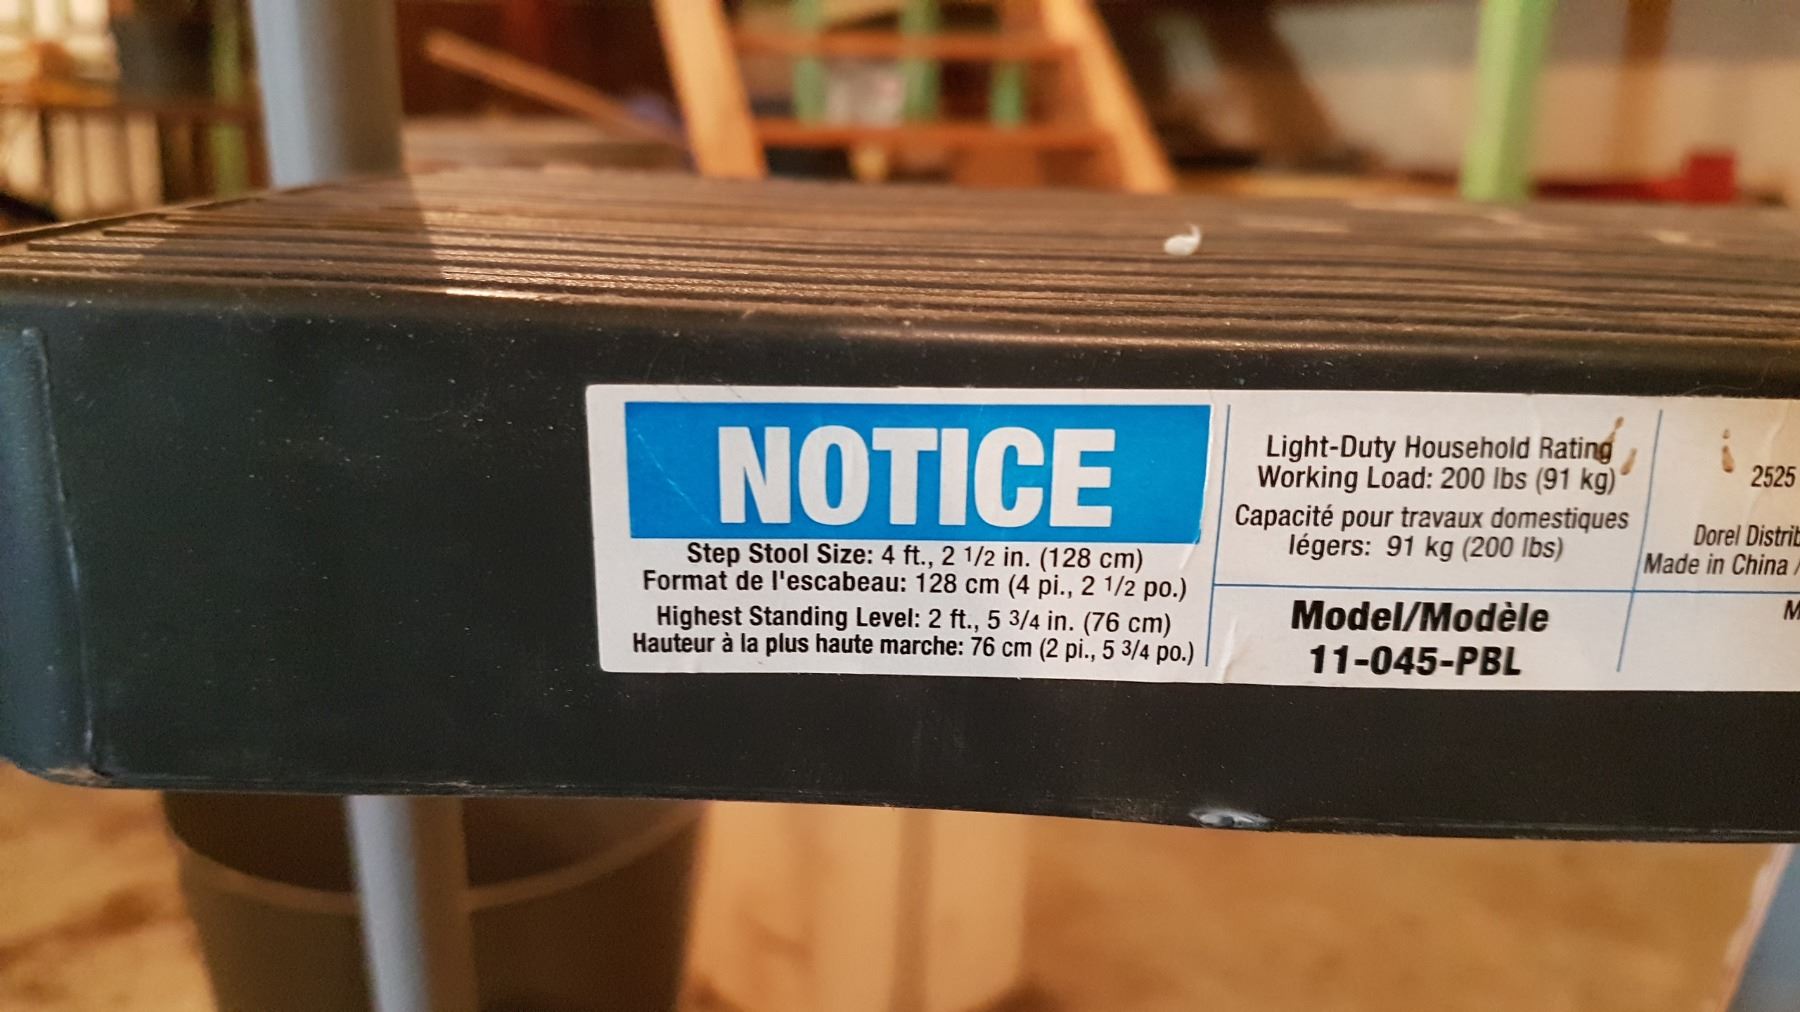 NOTICE
Step Stool Size: 4 ft., 2 1/2 in. (128 cm)
Format de l'escabeau: 128 cm (4 pi., 2 1/2 po.)
Highest Standing Level: 2 ft., 5 3/4 in. (76 cm)
Hauteur à la plus haute marche: 76 cm (2 pi., 5 3/4 po.)
Light-Duty Household Rating
Working Load: 200 lbs (91 kg)
Capacité pour travaux domestiques
légers: 91 kg (200 lbs)
Model/Modèle
11-045-PBL
2525
Dorel Distrib
Made in China /